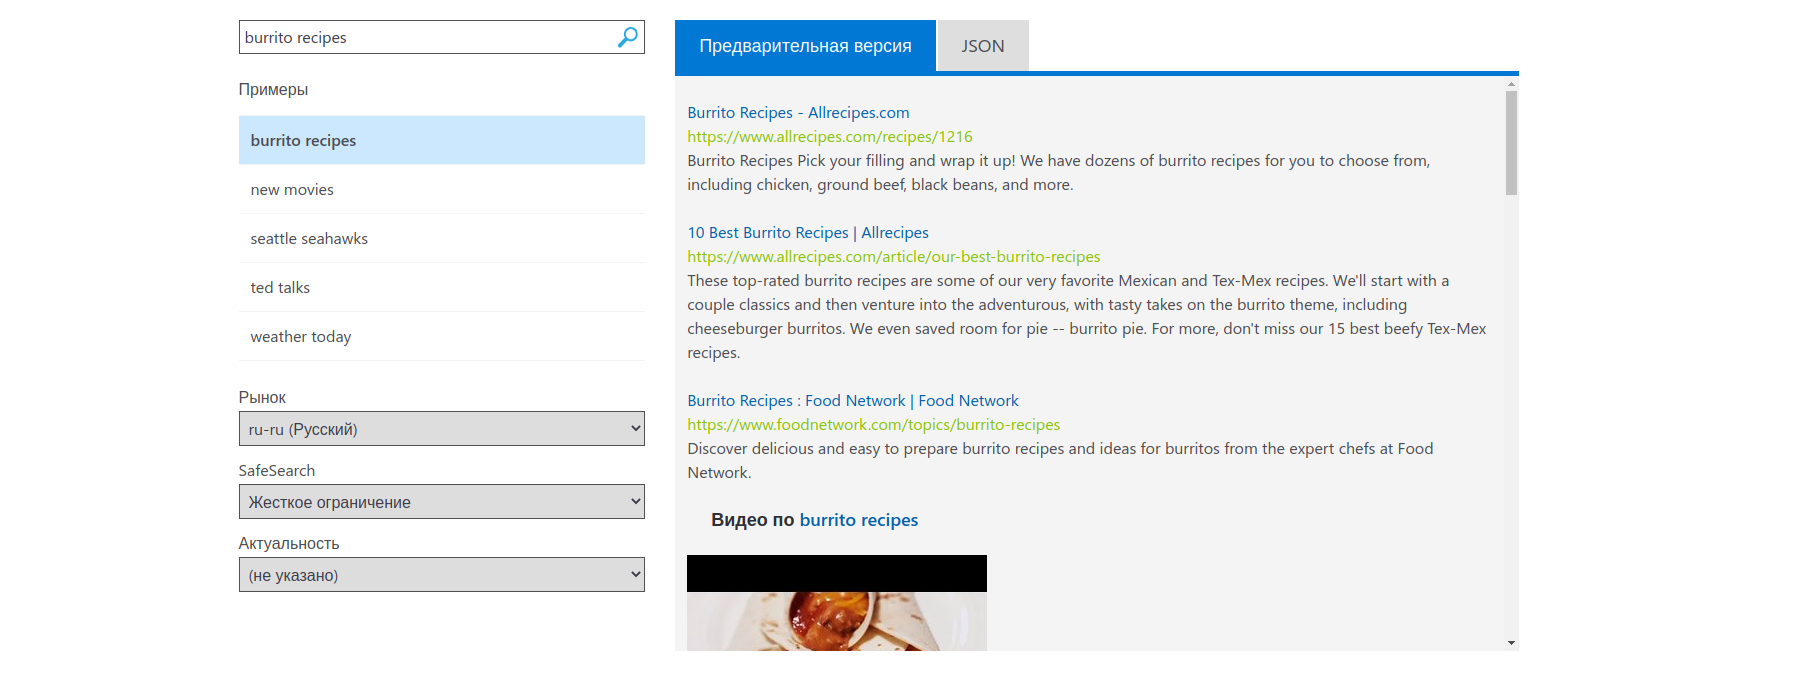 burrito recipes
Примеры
burrito recipes
new movies
seattle seahawks
ted talks
weather today
Рынок
ru-ru (Русский)
SafeSearch
Жесткое ограничение
Актуальность
(не указано)
Предварительная версия
JSON
Burrito Recipes - Allrecipes.com
https://www.allrecipes.com/recipes/1216
Burrito Recipes Pick your filling and wrap it up! We have dozens of burrito recipes for you to choose from,
including chicken, ground beef, black beans, and more.
10 Best Burrito Recipes | Allrecipes
https://www.allrecipes.com/article/our-best-burrito-recipes
These top-rated burrito recipes are some of our very favorite Mexican and Tex-Mex recipes. We'll start with a
couple classics and then venture into the adventurous, with tasty takes on the burrito theme, including
cheeseburger burritos. We even saved room for pie -- burrito pie. For more, don't miss our 15 best beefy Tex-Mex
recipes.
Burrito Recipes : Food Network | Food Network
https://www.foodnetwork.com/topics/burrito-recipes
Discover delicious and easy to prepare burrito recipes and ideas for burritos from the expert chefs at Food
Network.
Видео по burrito recipes